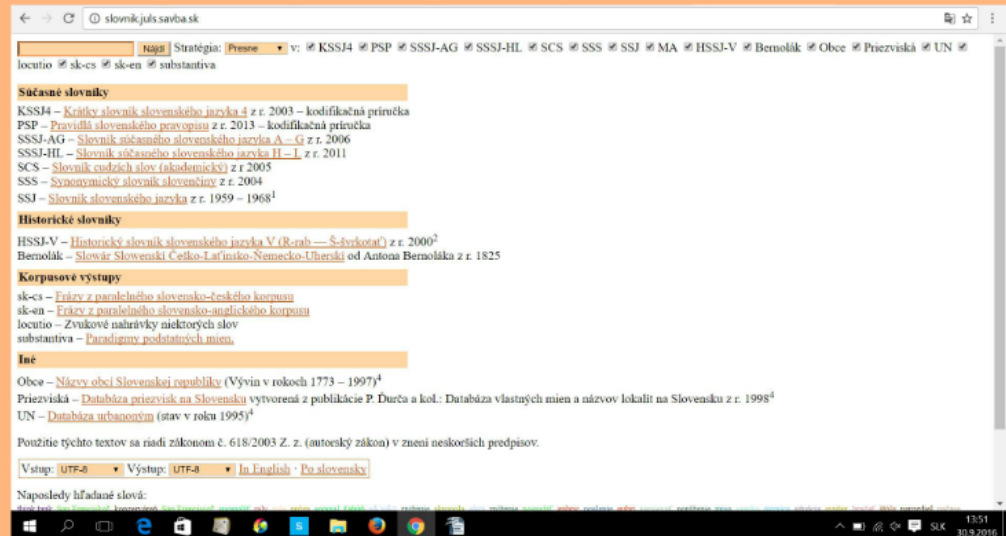 slovnik.juls.savba.sk
Nájdi Stratégia: Presne v: KSSJ4 PSP SSSJ-AG SSSJ-HL SCS SSS SSJ MA HSSJ-V Bernolák Obce Priezviská UN
locutio sk-cs sk-en substantiva
Súčasné slovníky
KSSJ4 – Krátky slovník slovenského jazyka 4 z r. 2003 – kodifikačná príručka
PSP – Pravidlá slovenského pravopisu z r. 2013 – kodifikačná príručka
SSSJ-AG – Slovník súčasného slovenského jazyka A – G z r. 2006
SSSJ-HL – Slovník súčasného slovenského jazyka H – L z r. 2011
SCS – Slovník cudzích slov (akademický) z r 2005
SSS – Synonymický slovník slovenčiny z r. 2004
SSJ – Slovník slovenského jazyka z r. 1959 – 1968¹
Historické slovníky
HSSJ-V – Historický slovník slovenského jazyka V (R-rab — Š-švrkotať) z r. 2000²
Bernolák – Slowár Slowenskí Češko-Laťinsko-Ňemecko-Uherskí od Antona Bernoláka z r. 1825
Korpusové výstupy
sk-cs – Frázy z paralelného slovensko-českého korpusu
sk-en – Frázy z paralelného slovensko-anglického korpusu
locutio – Zvukové nahrávky niektorých slov
substantiva – Paradigmy podstatných mien.
Iné
Obce – Názvy obcí Slovenskej republiky (Vývin v rokoch 1773 – 1997)⁴
Priezviská – Databáza priezvisk na Slovensku vytvorená z publikácie P. Ďurča a kol.: Databáza vlastných mien a názvov lokalít na Slovensku z r. 1998⁴
UN – Databáza urbanoným (stav v roku 1995)⁴
Použitie týchto textov sa riadi zákonom č. 618/2003 Z. z. (autorský zákon) v znení neskorších predpisov.
Vstup: UTF-8 Výstup: UTF-8 In English · Po slovensky
Naposledy hľadané slová:
SLK 13:51
30.9.2016